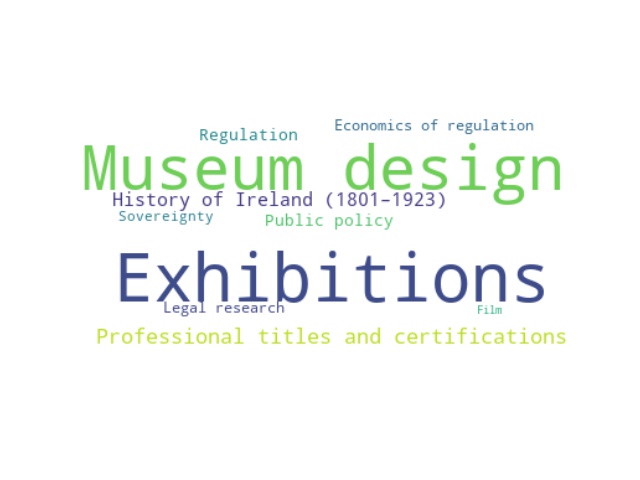 Economics of regulation
Regulation
Museum design
History of Ireland (1801–1923)
Sovereignty
Public policy
Exhibitions
Legal research
Film
Professional titles and certifications